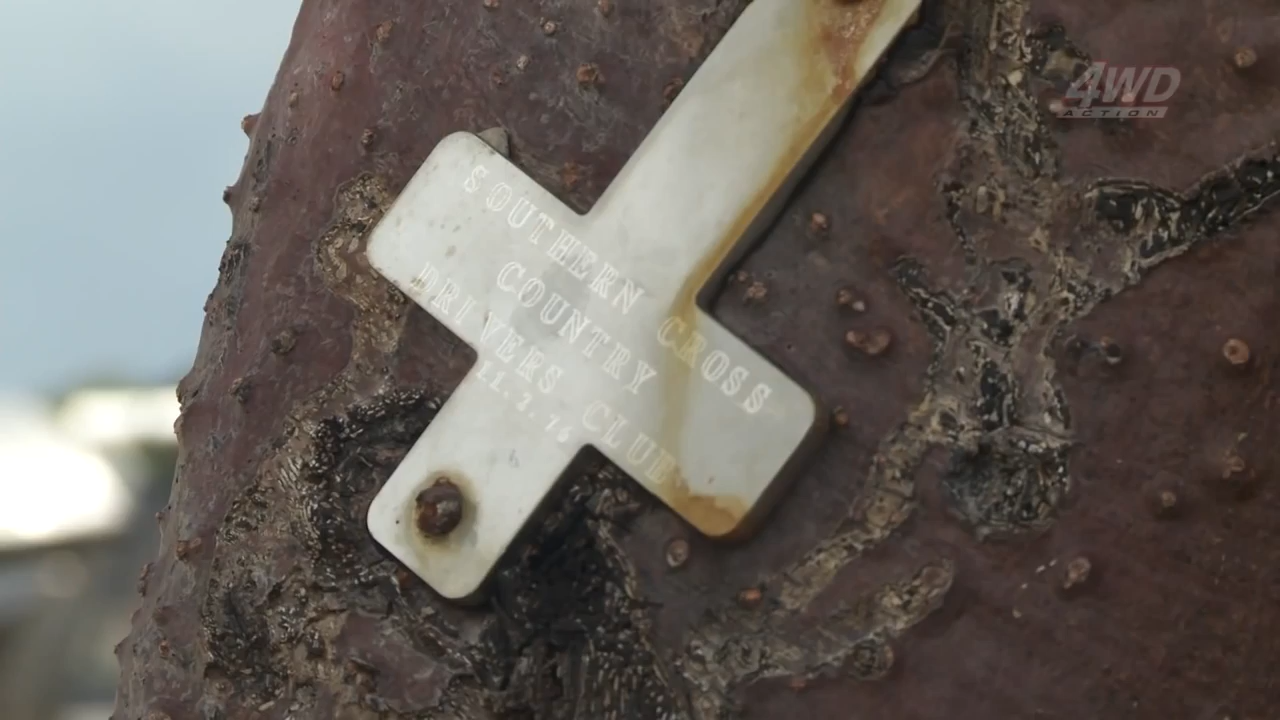 4WD
ACTION
SOUTHERN CROSS
COUNTRY
DRIVERS CLUB